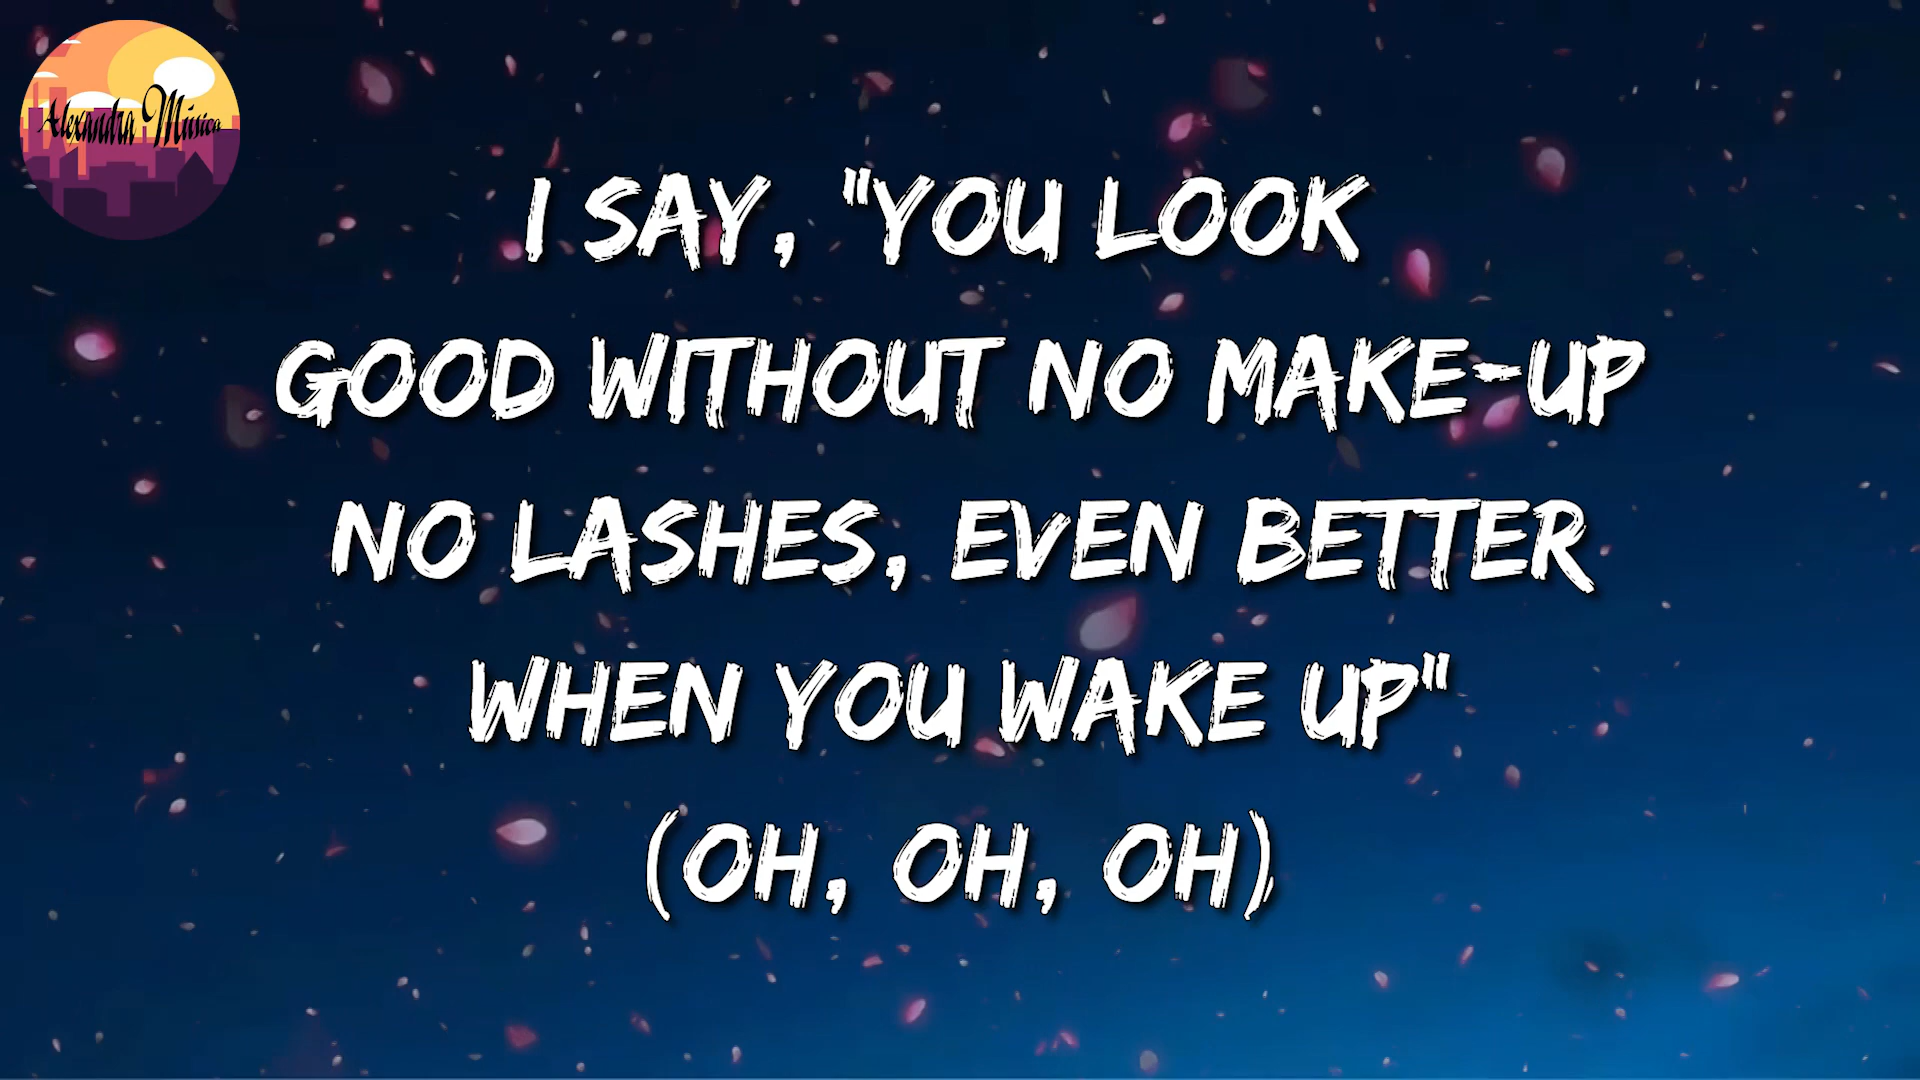 Alexandra Música
I SAY, "YOU LOOK
GOOD WITHOUT NO MAKE-UP
NO LASHES, EVEN BETTER
WHEN YOU WAKE UP"
(OH, OH, OH)